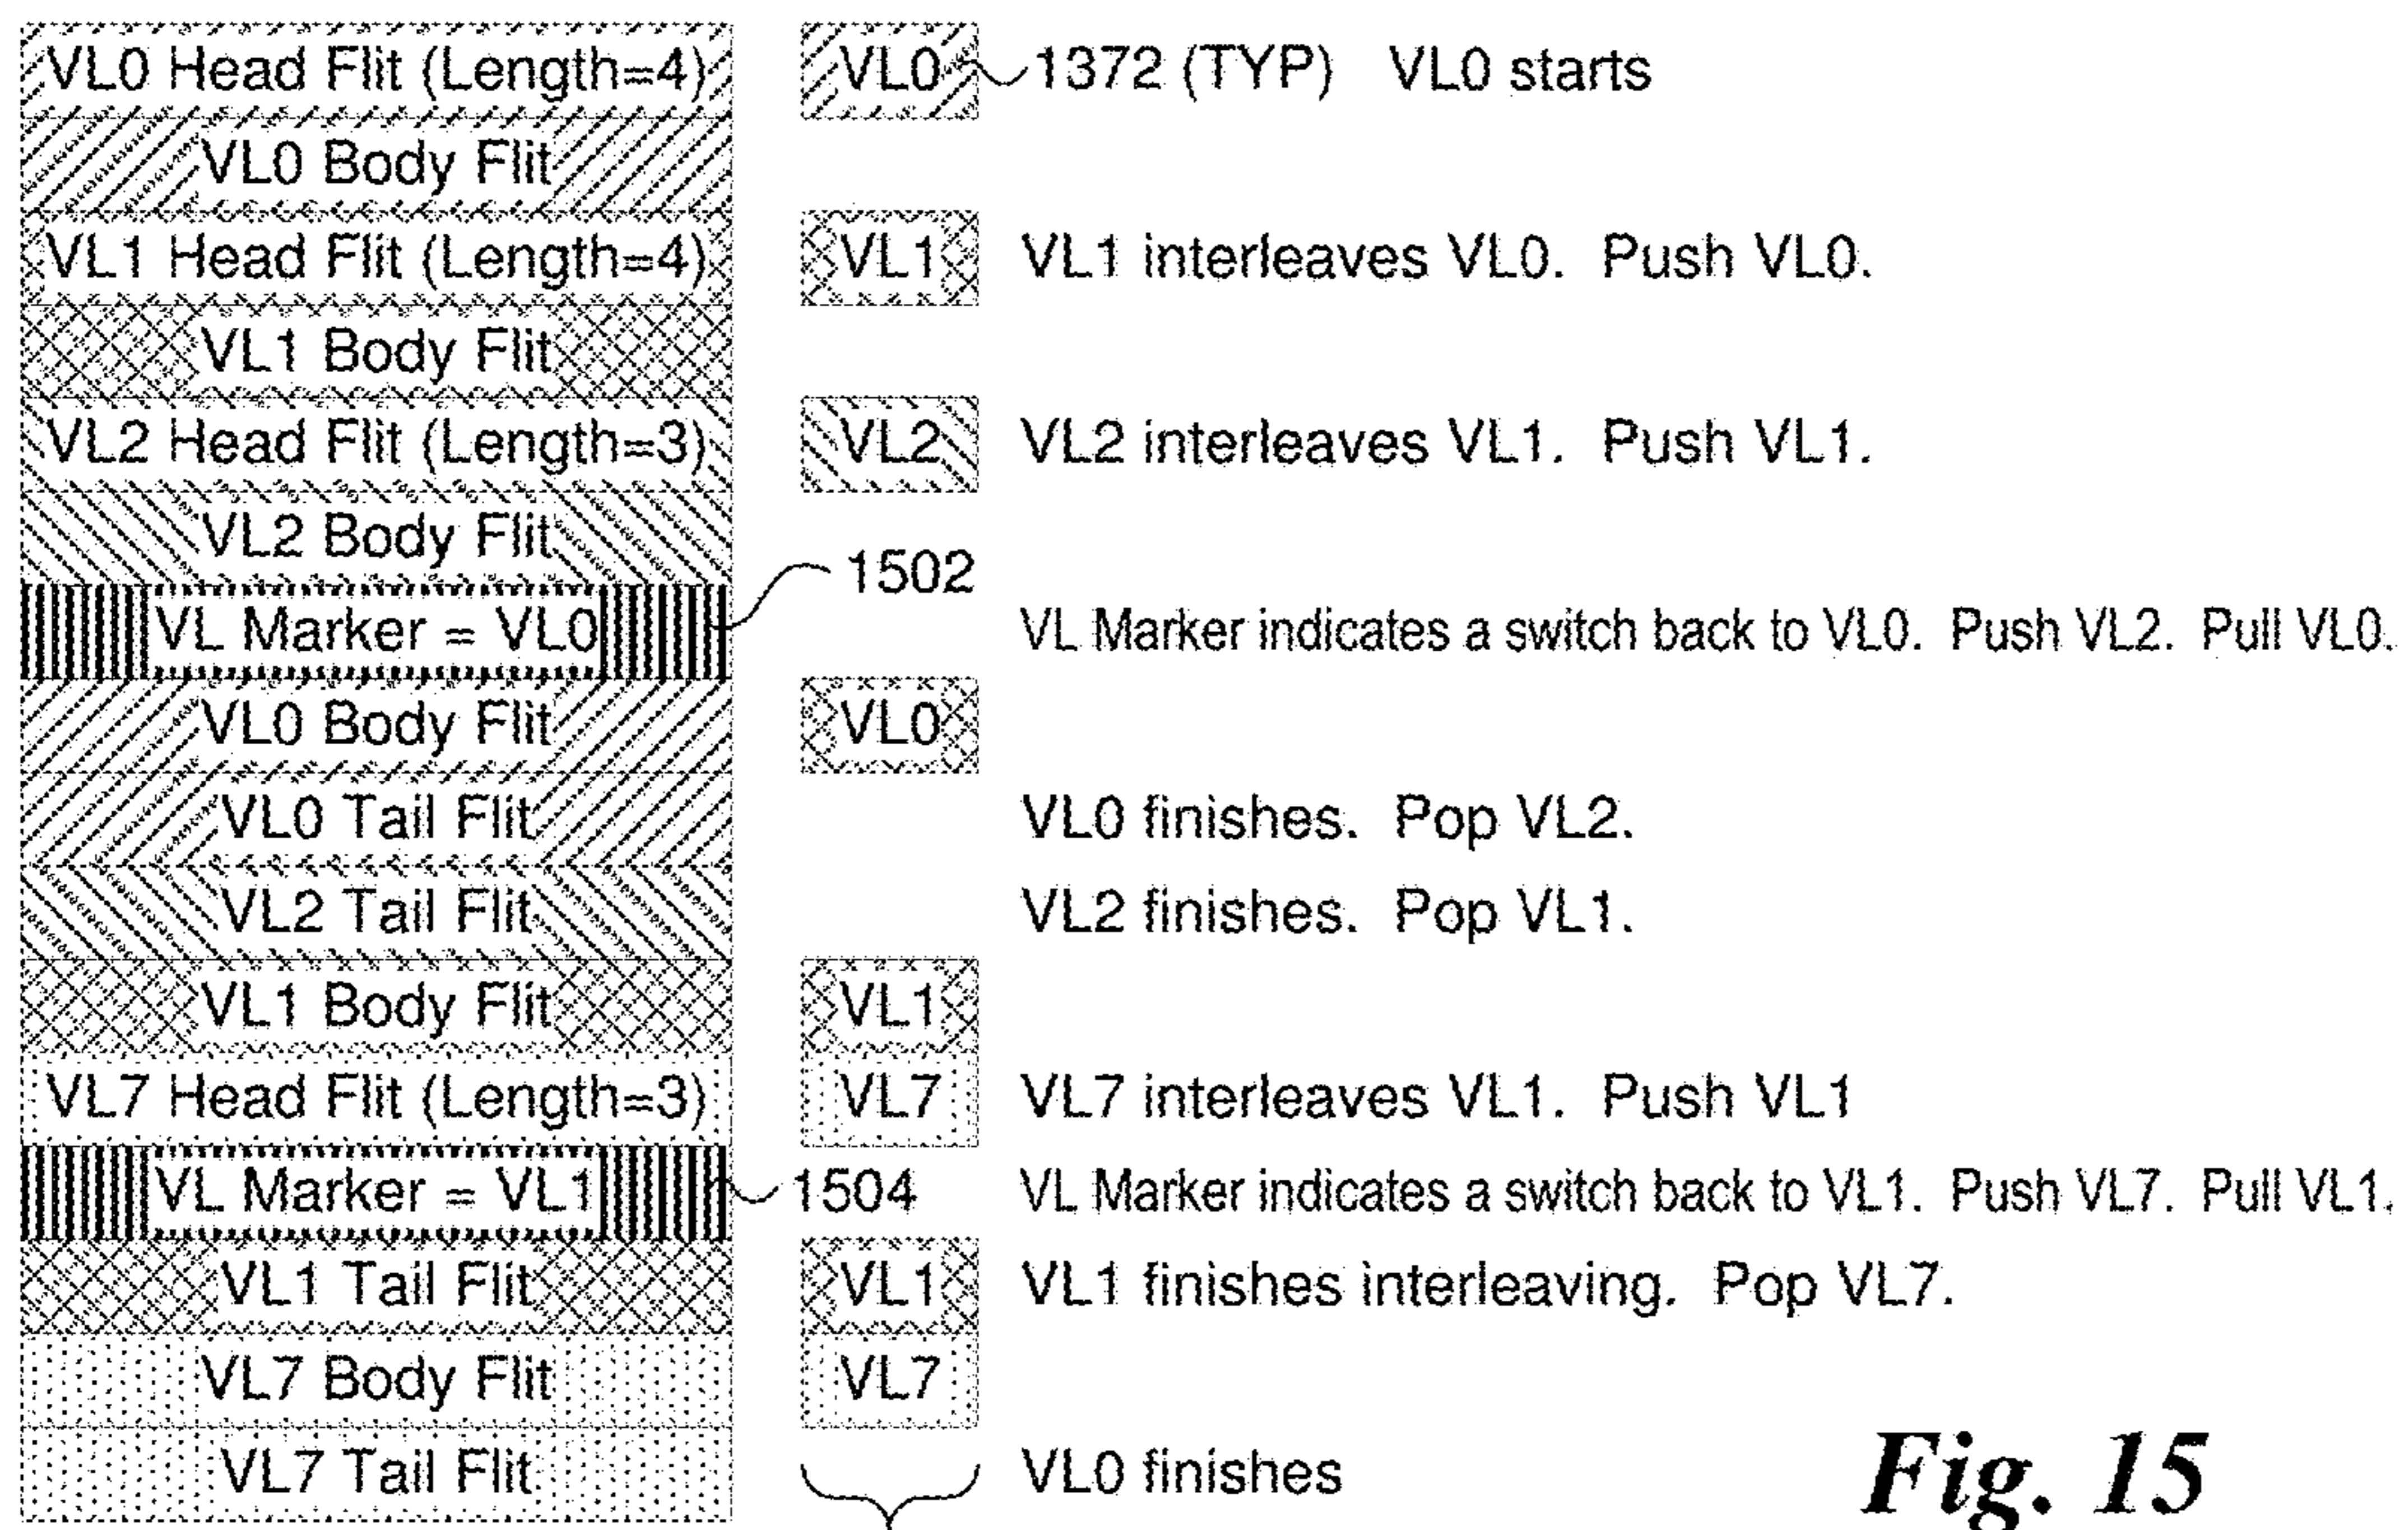 VL0 Head Flit (Length=4) VL0 1372 (TYP) VL0 starts
VL0 Body Flit
VL1 Head Flit (Length=4) VL1 VL1 interleaves VL0. Push VL0.
VL1 Body Flit
VL2 Head Flit (Length=3) VL2 VL2 interleaves VL1. Push VL1.
VL2 Body Flit
1502
VL Marker = VL0 VL Marker indicates a switch back to VL0. Push VL2. Pull VL0.
VL0 Body Flit VL0
VL0 Tail Flit VL0 finishes. Pop VL2.
VL2 Tail Flit VL2 finishes. Pop VL1.
VL1 Body Flit VL1
VL7 Head Flit (Length=3) VL7 VL7 interleaves VL1. Push VL1
VL Marker = VL1 1504 VL Marker indicates a switch back to VL1. Push VL7. Pull VL1.
VL1 Tail Flit VL1 VL1 finishes interleaving. Pop VL7.
VL7 Body Flit VL7
VL7 Tail Flit VL0 finishes
Fig. 15